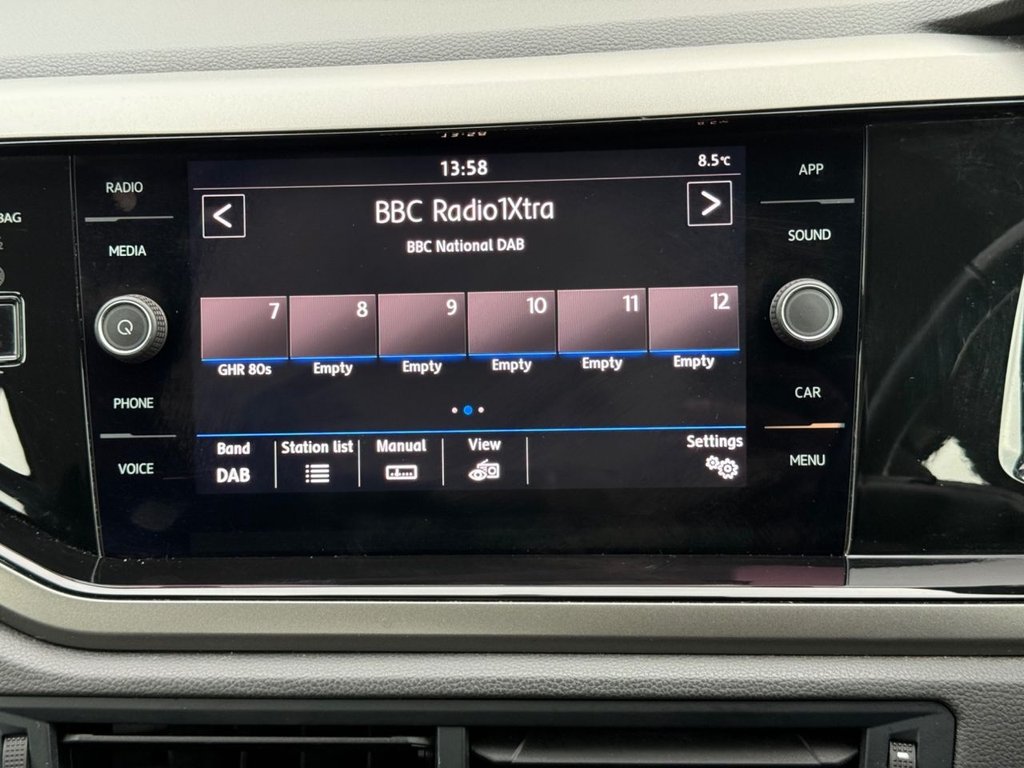 13:58
8.5°C
RADIO
APP
<
BBC Radio1Xtra
>
BAG
MEDIA
BBC National DAB
SOUND
7
8
9
10
11
12
GHR 80s
Empty
Empty
Empty
Empty
Empty
PHONE
CAR
Band
Station list
Manual
View
Settings
DAB
VOICE
MENU